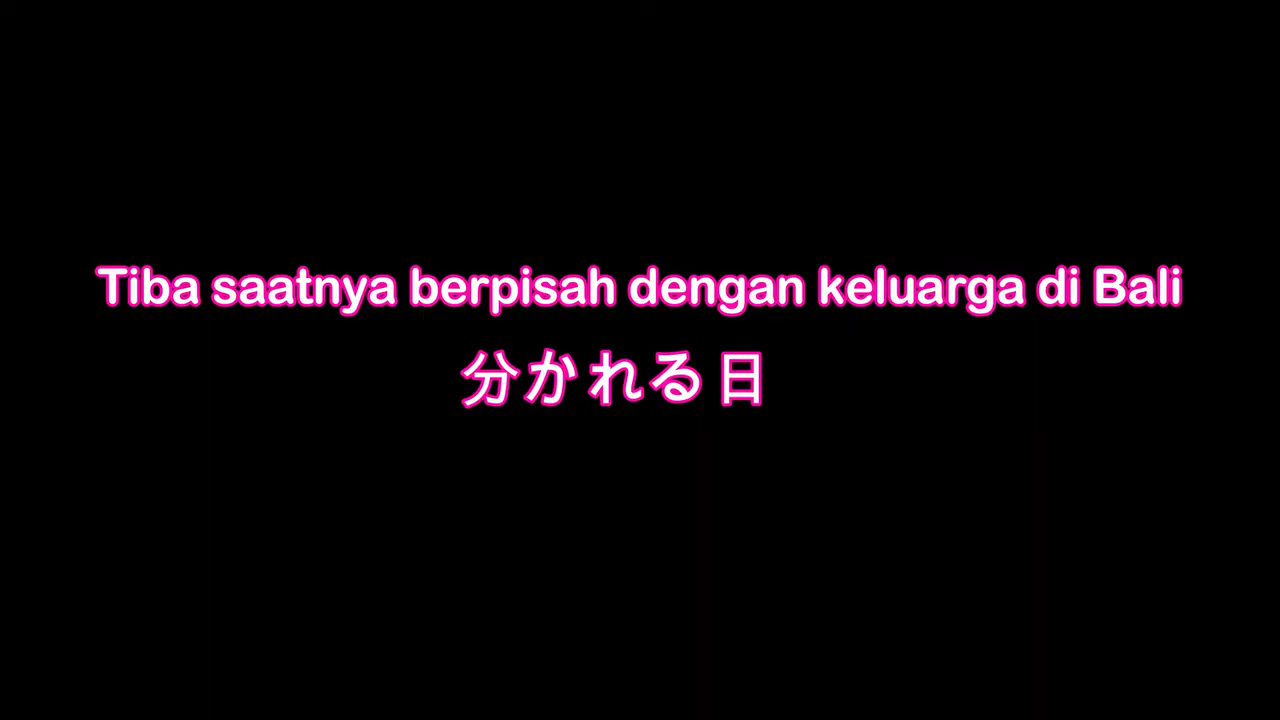 Tiba saatnya berpisah dengan keluarga di Bali
分かれる日